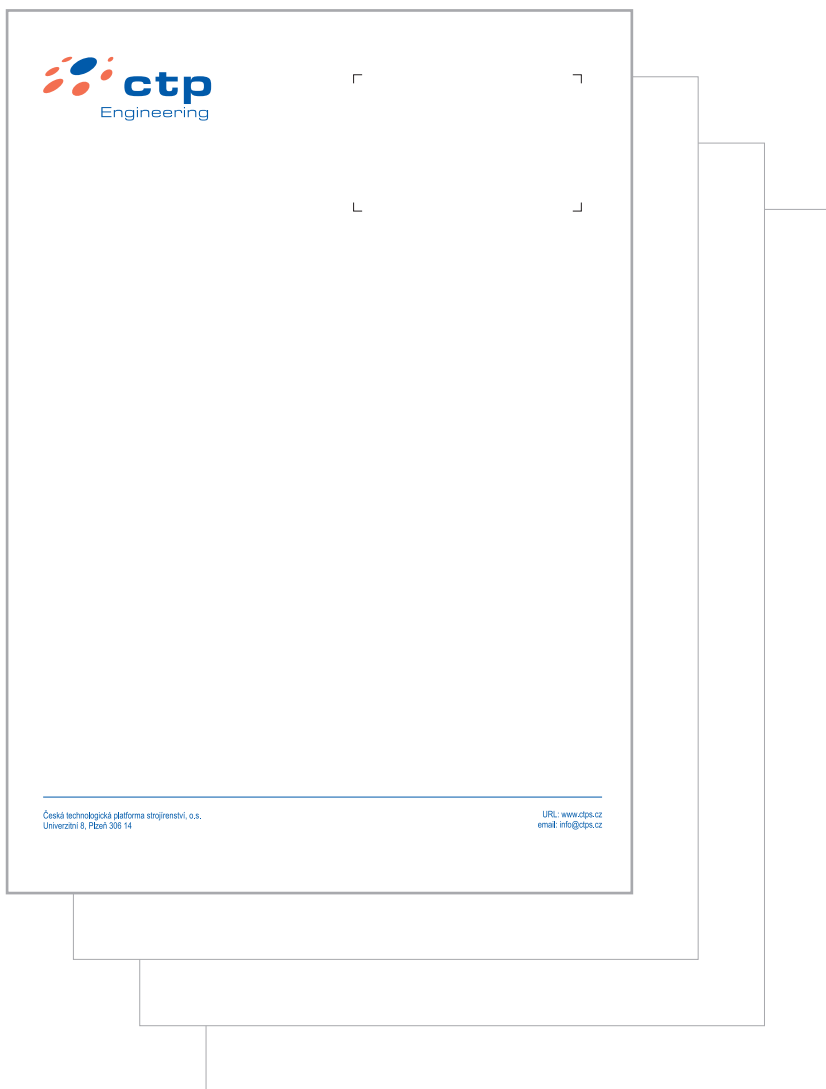 ctp
Engineering
Česká technologická platforma strojírenství, o.s.
Univerzitní 8, Plzeň 306 14
URL: www.ctps.cz
email: info@ctps.cz